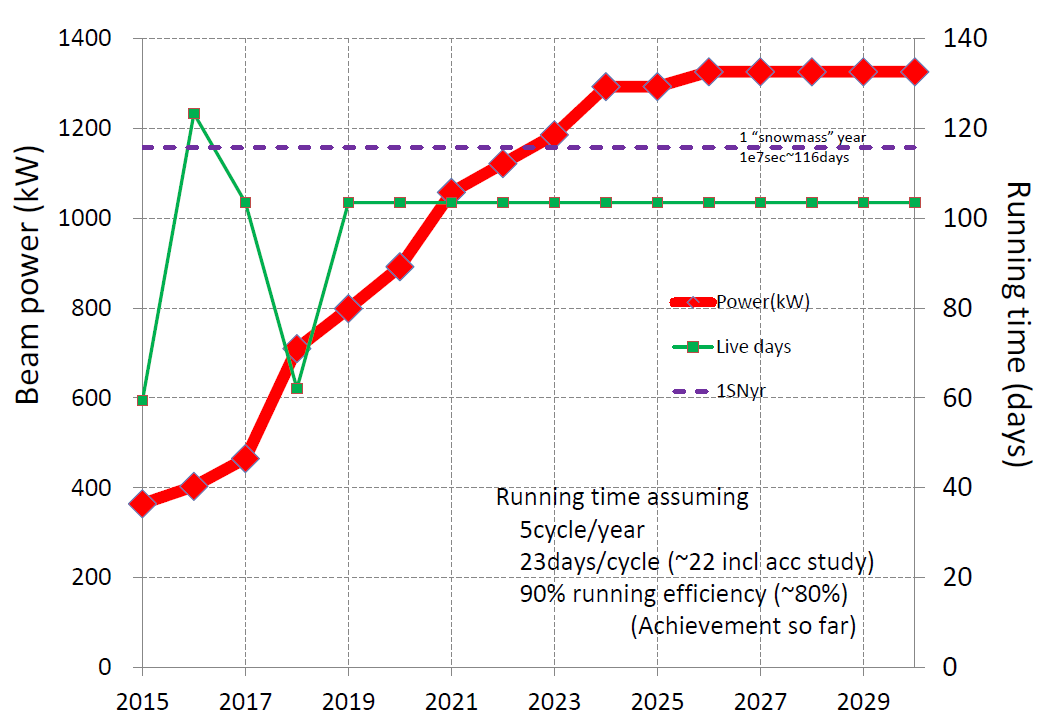 1400
1200
1000
800
600
400
200
0
Beam power (kW)
140
120
100
80
60
40
20
0
Running time (days)
1 “snowmass” year
1e7sec~116days
Power(kW)
Live days
1SNyr
Running time assuming
5cycle/year
23days/cycle (~22 incl acc study)
90% running efficiency (~80%)
(Achievement so far)
2015 2017 2019 2021 2023 2025 2027 2029